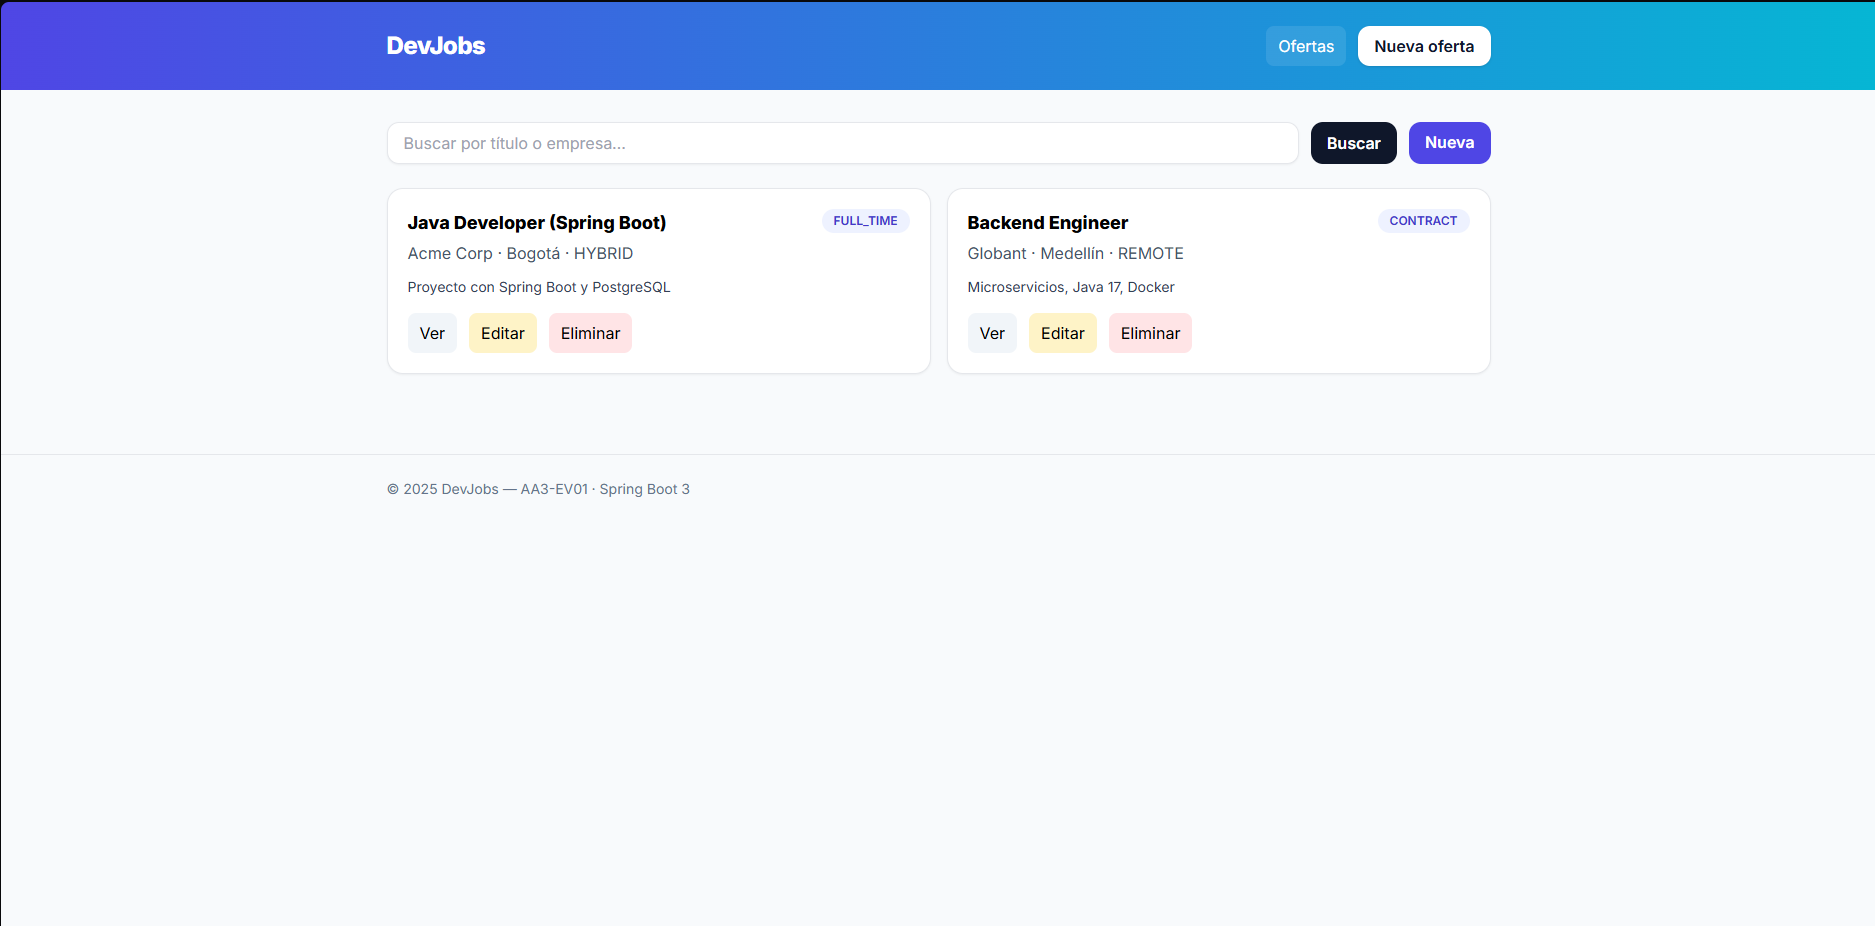 DevJobs
Ofertas
Nueva oferta
Buscar por título o empresa...
Buscar
Nueva
Java Developer (Spring Boot)
FULL_TIME
Acme Corp · Bogotá · HYBRID
Proyecto con Spring Boot y PostgreSQL
Ver
Editar
Eliminar
Backend Engineer
CONTRACT
Globant · Medellín · REMOTE
Microservicios, Java 17, Docker
Ver
Editar
Eliminar
© 2025 DevJobs — AA3-EV01 · Spring Boot 3